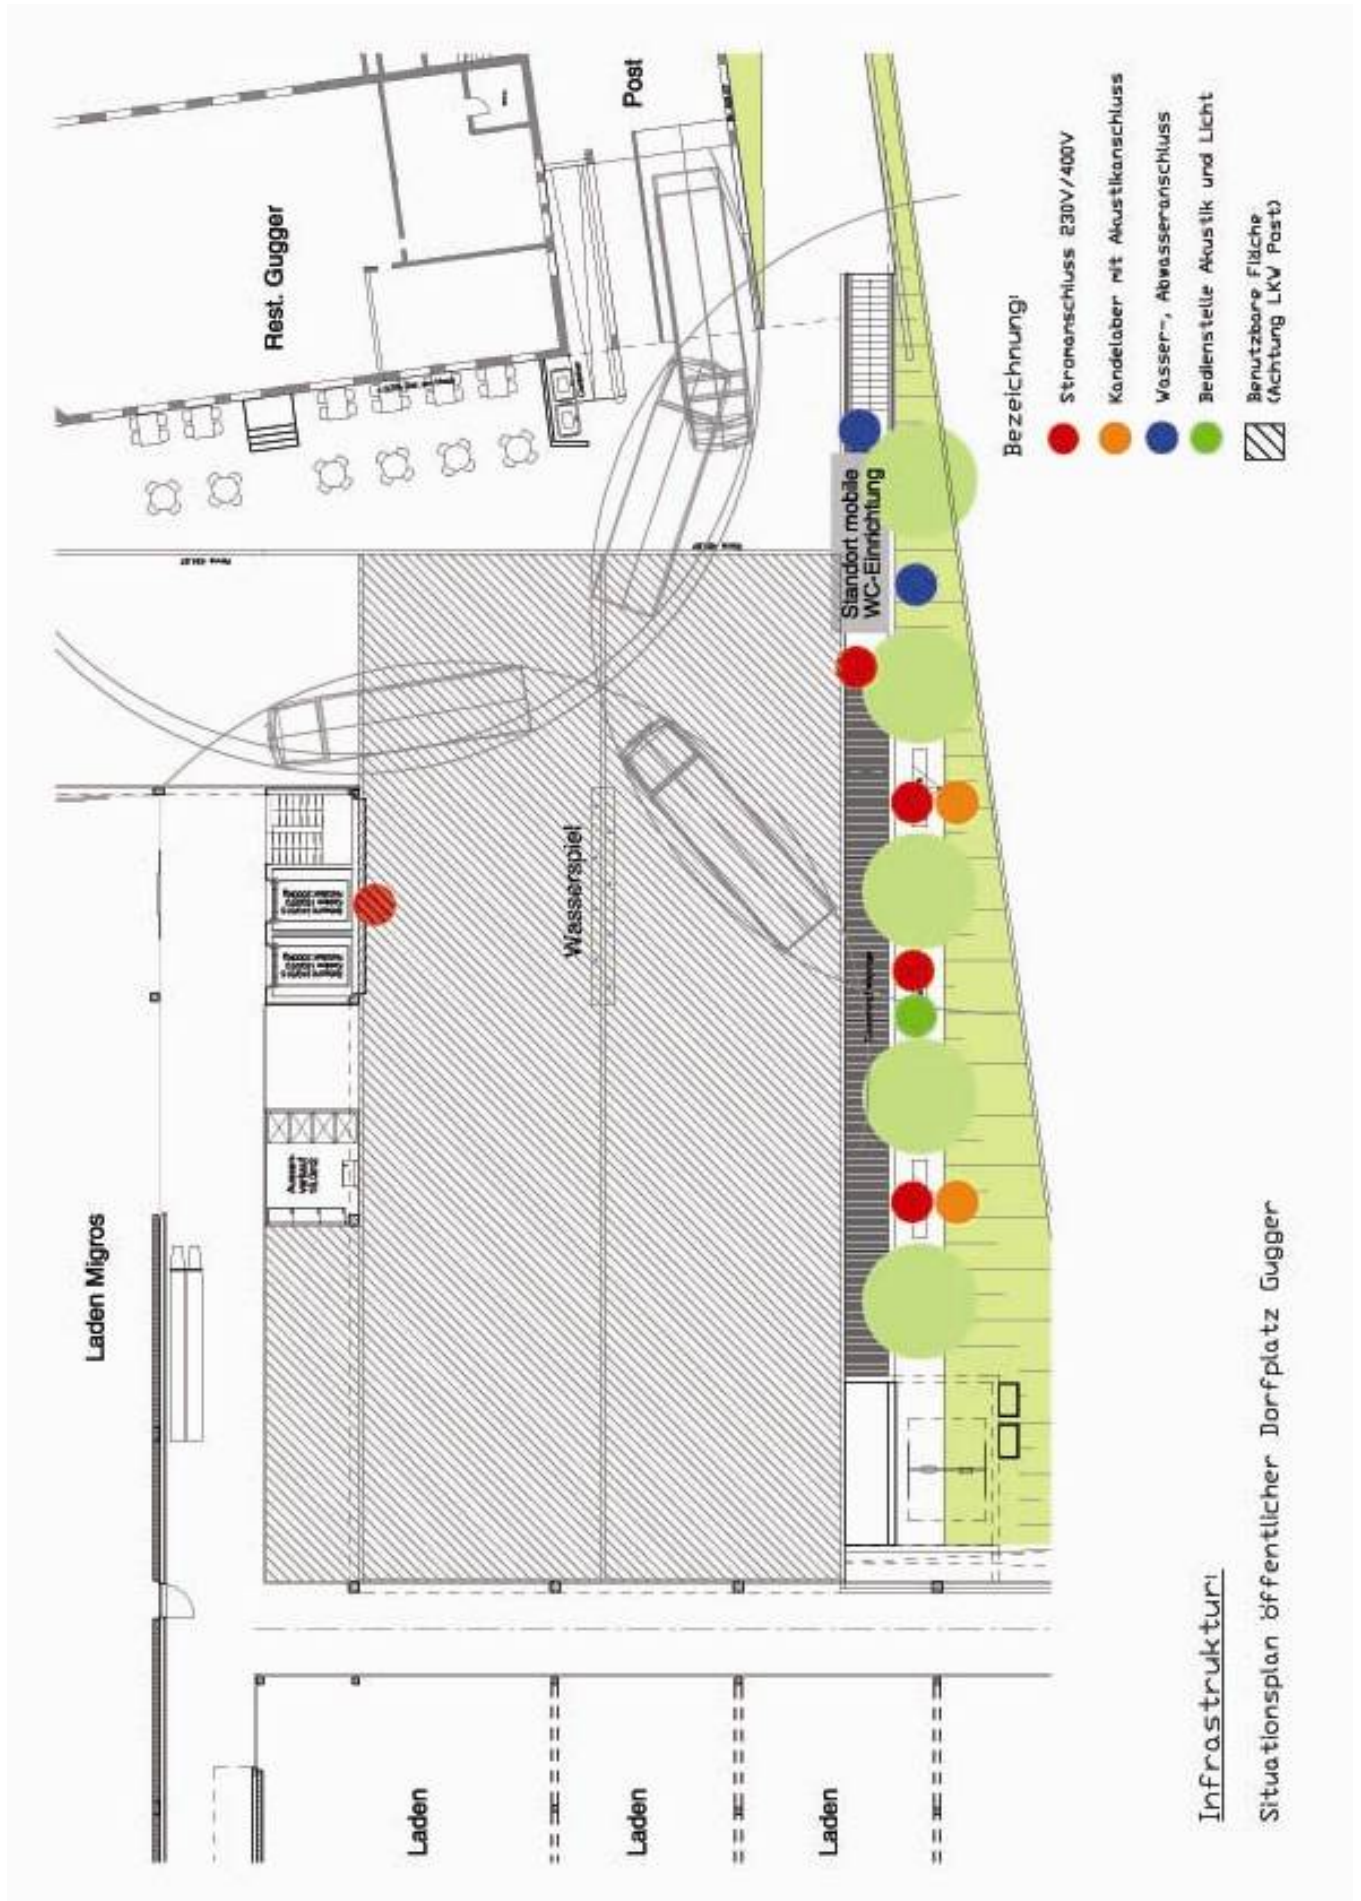 Infrastruktur:
Situationsplan öffentlicher Dorfplatz Gugger
Laden Migros
Rest. Gugger
Post
Wasserspiel
Standort mobile
WC-Einrichtung
Laden
Laden
Laden
Bezeichnung:
Stromanschluss 230V/400V
Kandelaber mit Akustikanschluss
Wasser-, Abwasseranschluss
Bedienstelle Akustik und Licht
Benutzbare Fläche
(Achtung LKW Post)